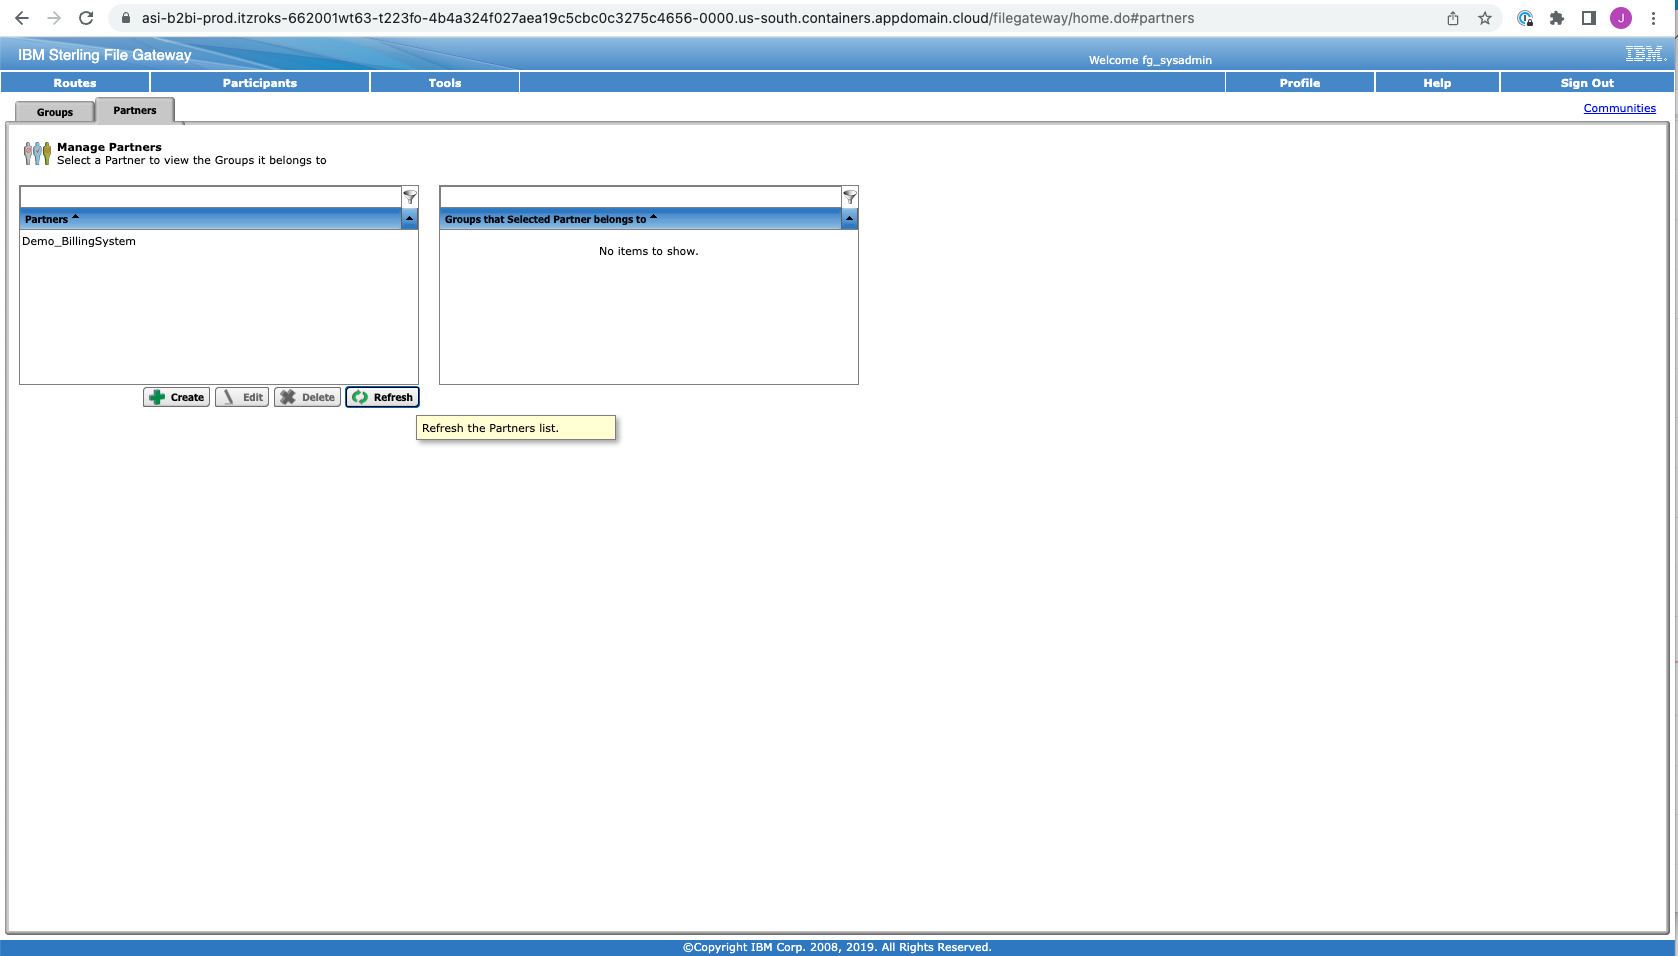 asi-b2bi-prod.itzroks-662001wt63-t223fo-4b4a324f027aea19c5cbc0c3275c4656-0000.us-south.containers.appdomain.cloud/filegateway/home.do#partners
J
IBM Sterling File Gateway
Welcome fg_sysadmin
IBM.
Routes
Participants
Tools
Profile
Help
Sign Out
Groups
Partners
Communities
Manage Partners
Select a Partner to view the Groups it belongs to
Partners
Groups that Selected Partner belongs to
Demo_BillingSystem
No items to show.
Create
Edit
Delete
Refresh
Refresh the Partners list.
©Copyright IBM Corp. 2008, 2019. All Rights Reserved.